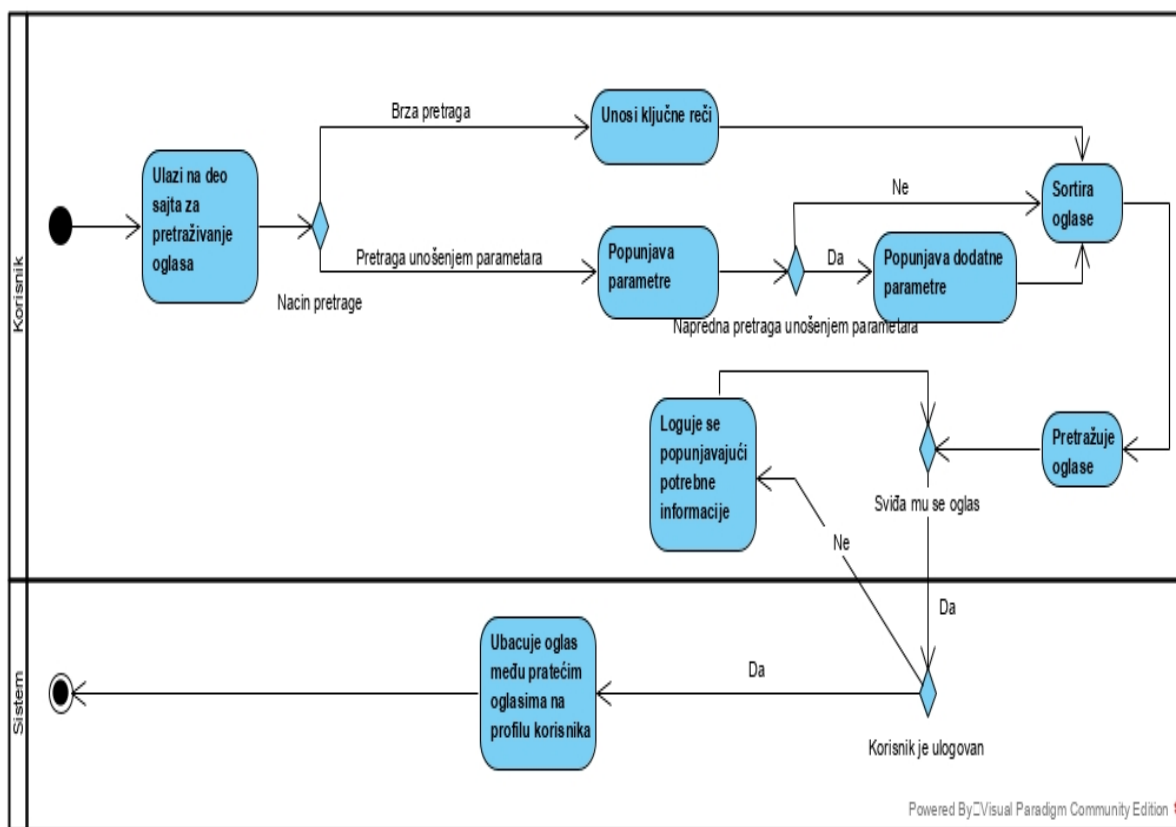 Korisnik
Brza pretraga
Unosi ključne reči
Ulazi na deo
sajta za
pretraživanje
oglasa
Nacin pretrage
Pretraga unošenjem parametara
Popunjava
parametre
Ne
Da
Popunjava dodatne
parametre
Napredna pretraga unošenjem parametara
Sortira
oglase
Loguje se
popunjavajući
potrebne
informacije
Sviđa mu se oglas
Pretražuje
oglase
Ne
Da
Sistem
Ubacuje oglas
među pratećim
oglasima na
profilu korisnika
Da
Korisnik je ulogovan
Powered By Visual Paradigm Community Edition